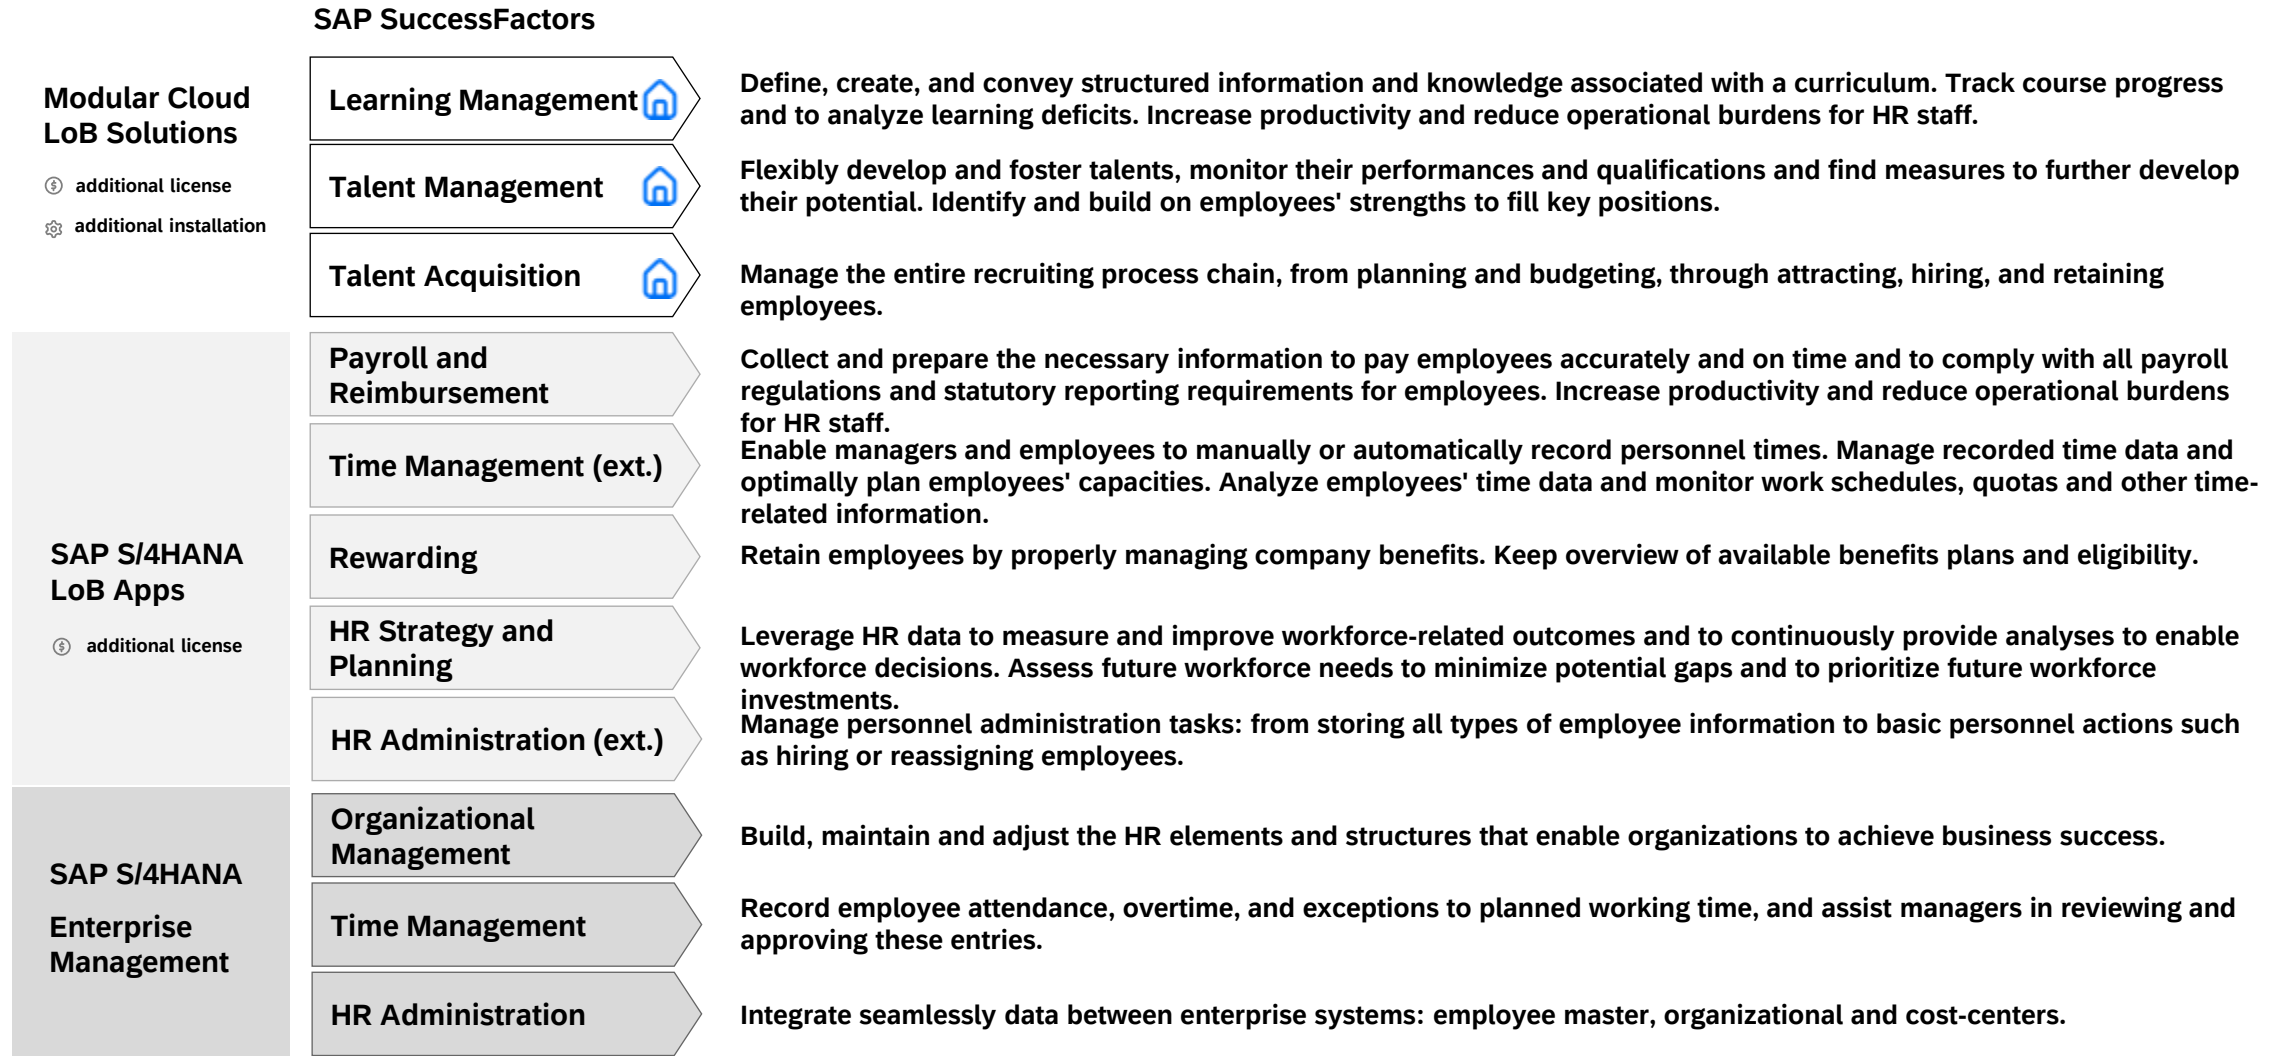 SAP SuccessFactors
Modular Cloud
LoB Solutions
additional license
additional installation
Learning Management
Define, create, and convey structured information and knowledge associated with a curriculum. Track course progress
and to analyze learning deficits. Increase productivity and reduce operational burdens for HR staff.
Talent Management
Flexibly develop and foster talents, monitor their performances and qualifications and find measures to further develop
their potential. Identify and build on employees' strengths to fill key positions.
Talent Acquisition
Manage the entire recruiting process chain, from planning and budgeting, through attracting, hiring, and retaining
employees.
SAP S/4HANA
LoB Apps
additional license
Payroll and
Reimbursement
Collect and prepare the necessary information to pay employees accurately and on time and to comply with all payroll
regulations and statutory reporting requirements for employees. Increase productivity and reduce operational burdens
for HR staff.
Time Management (ext.)
Enable managers and employees to manually or automatically record personnel times. Manage recorded time data and
optimally plan employees' capacities. Analyze employees' time data and monitor work schedules, quotas and other time-
related information.
Rewarding
Retain employees by properly managing company benefits. Keep overview of available benefits plans and eligibility.
HR Strategy and
Planning
Leverage HR data to measure and improve workforce-related outcomes and to continuously provide analyses to enable
workforce decisions. Assess future workforce needs to minimize potential gaps and to prioritize future workforce
investments.
HR Administration (ext.)
Manage personnel administration tasks: from storing all types of employee information to basic personnel actions such
as hiring or reassigning employees.
SAP S/4HANA
Enterprise
Management
Organizational
Management
Build, maintain and adjust the HR elements and structures that enable organizations to achieve business success.
Time Management
Record employee attendance, overtime, and exceptions to planned working time, and assist managers in reviewing and
approving these entries.
HR Administration
Integrate seamlessly data between enterprise systems: employee master, organizational and cost-centers.